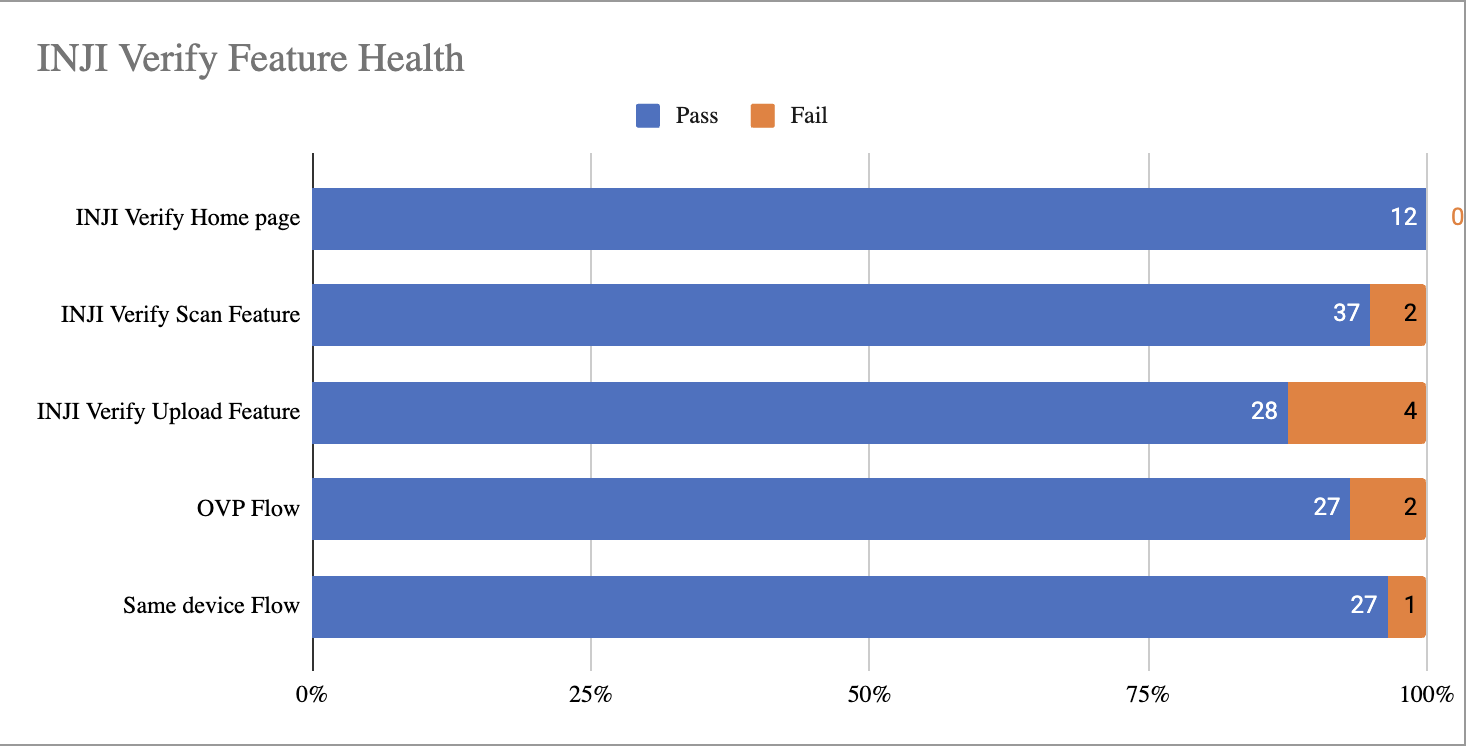 INJI Verify Feature Health
Pass Fail
INJI Verify Home page 12 0
INJI Verify Scan Feature 37 2
INJI Verify Upload Feature 28 4
OVP Flow 27 2
Same device Flow 27 1
0% 25% 50% 75% 100%